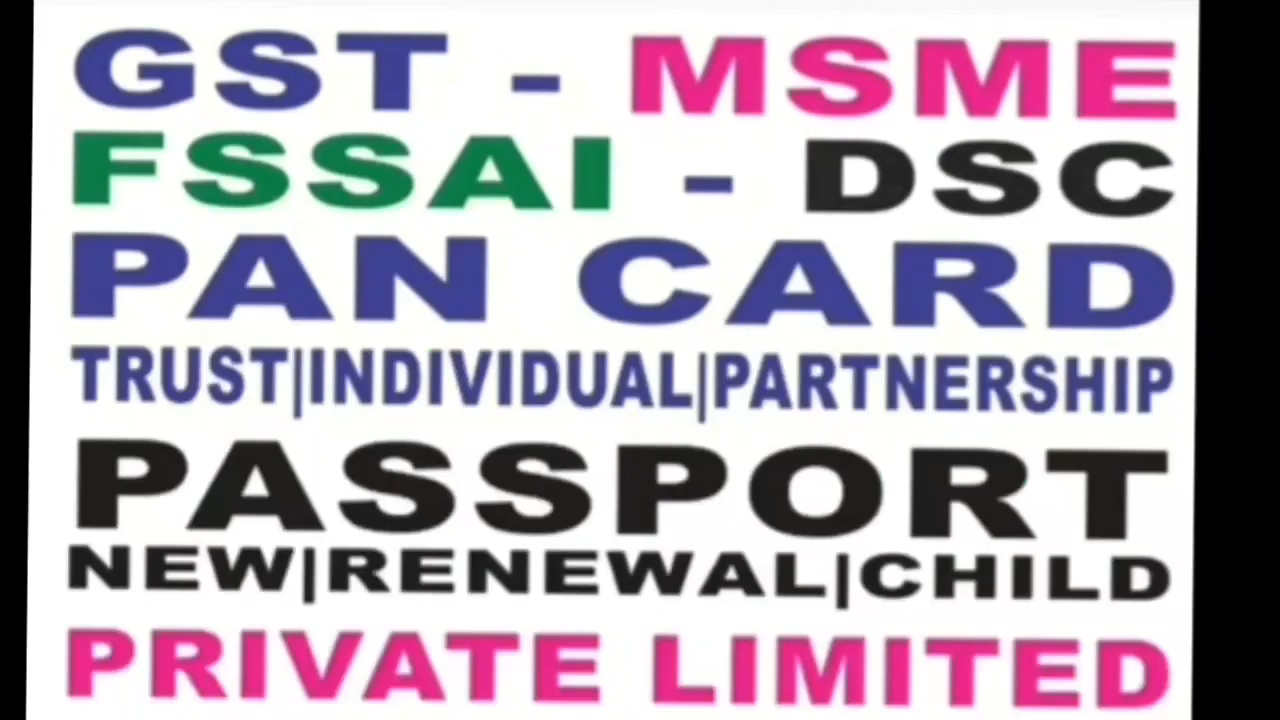 GST - MSME
FSSAI - DSC
PAN CARD
TRUST|INDIVIDUAL|PARTNERSHIP
PASSPORT
NEW|RENEWAL|CHILD
PRIVATE LIMITED